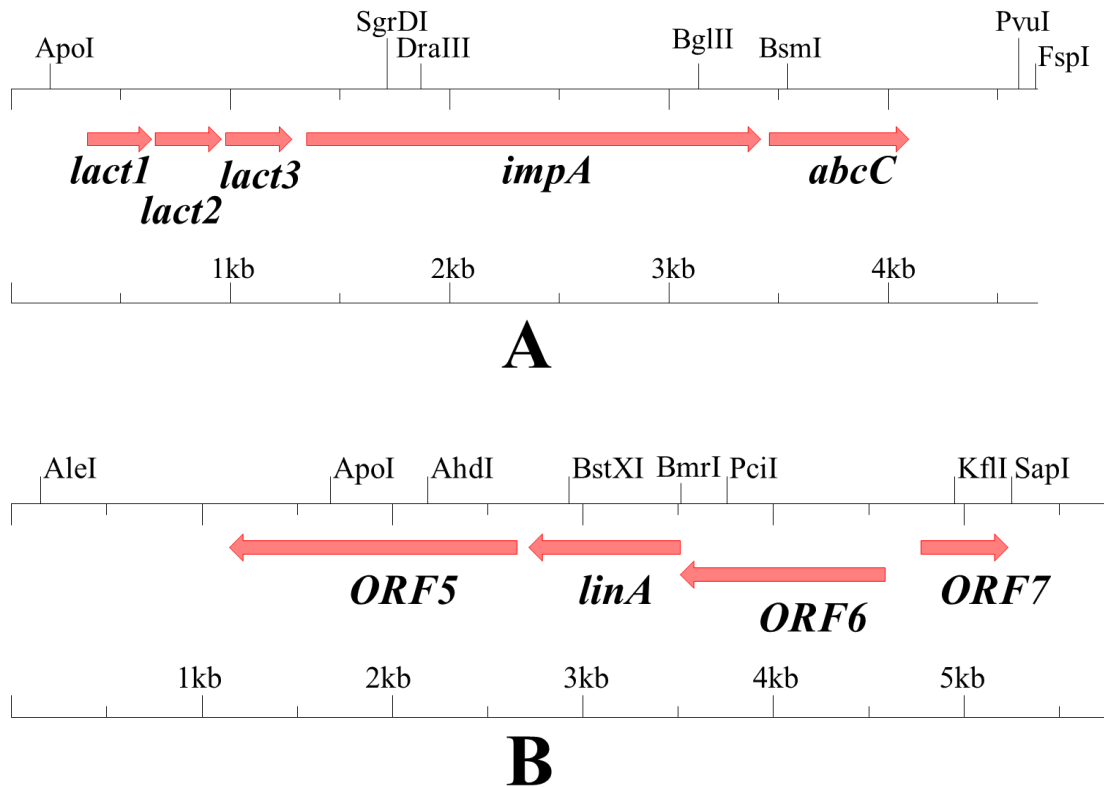 SgrDI PvuI
ApoI DraIII BglII BsmI FspI
lact1 lact3 impA abcC
lact2
1kb 2kb 3kb 4kb
A
AleI ApoI AhdI BstXI BmrI PciI KflI SapI
ORF5 linA ORF7
ORF6
1kb 2kb 3kb 4kb 5kb
B